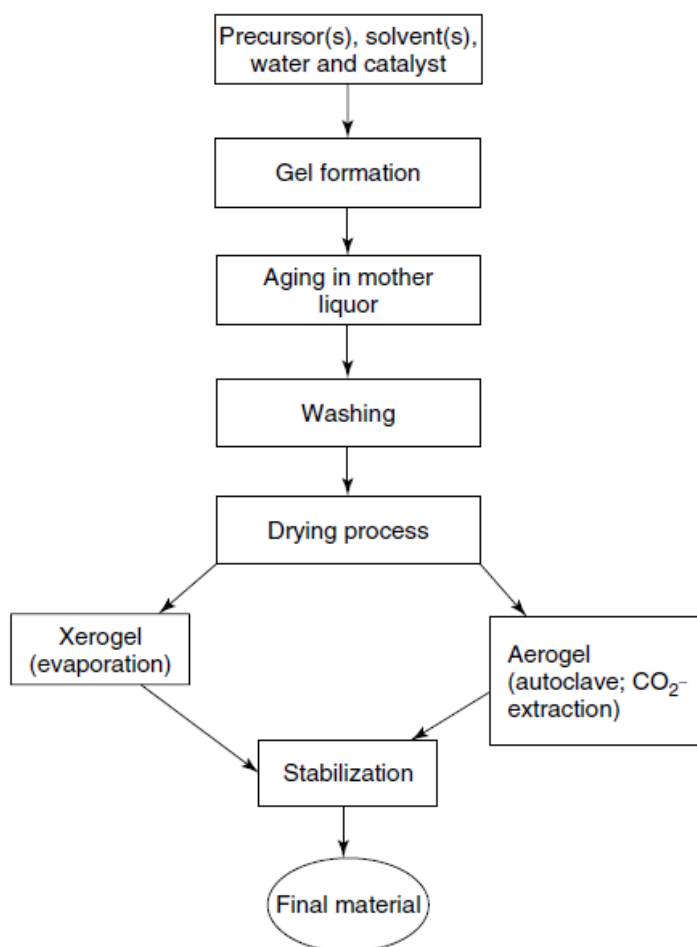 Precursor(s), solvent(s),
water and catalyst
Gel formation
Aging in mother
liquor
Washing
Drying process
Xerogel
(evaporation)
Aerogel
(autoclave; CO₂-
extraction)
Stabilization
Final material